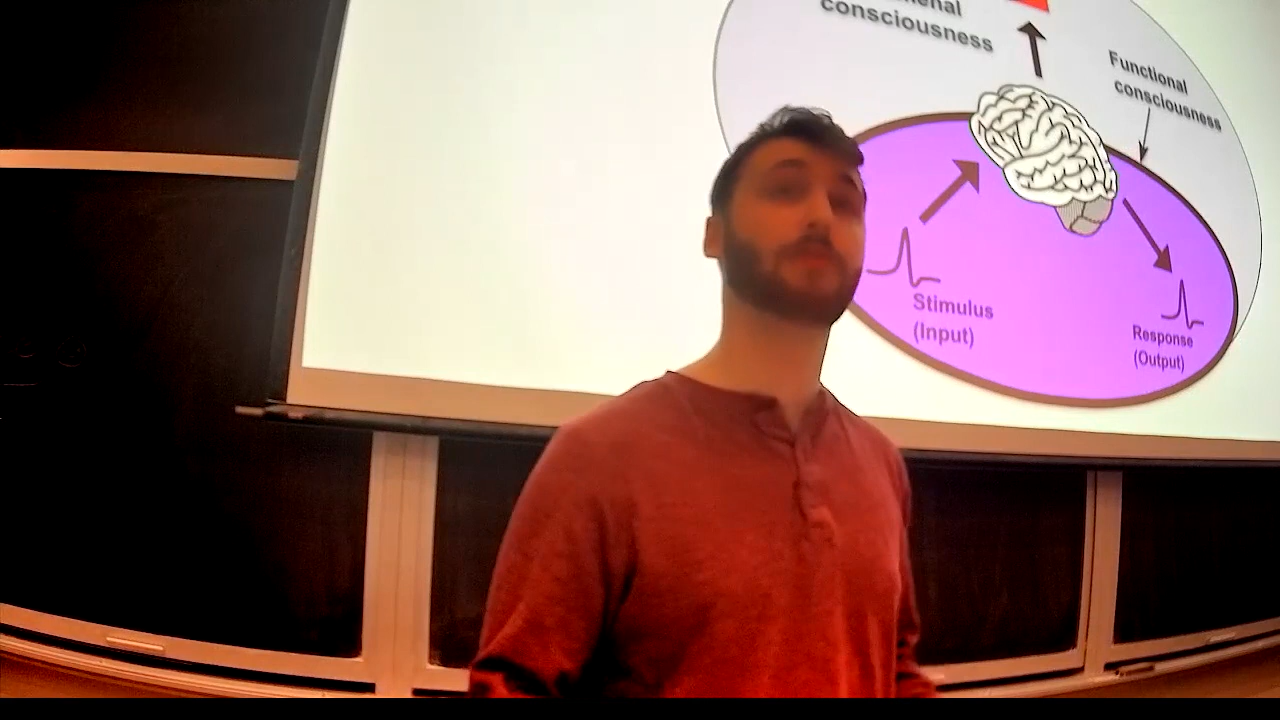 consciousness
Functional
consciousness
Stimulus
(Input)
Response
(Output)